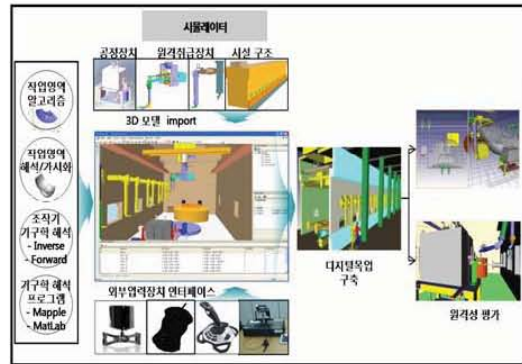 시뮬레이터
공정장치 원격취급장치 시설 구조
3D 모델 import
작업영역
알고리즘
작업영역
해석/가시화
조작기
기구학 해석
- Inverse
- Forward
기구학 해석
프로그램
- Mapple
- MatLab
외부입력장치 인터페이스
디지털목업
구축
원격성 평가